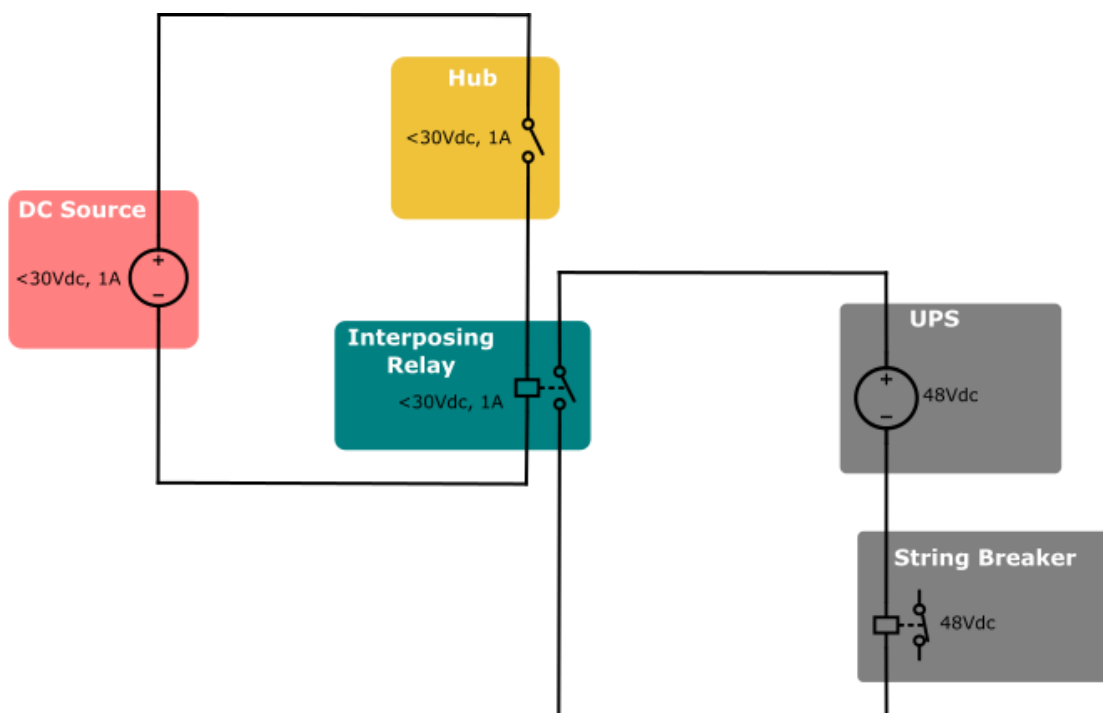 Hub
<30Vdc, 1A
DC Source
+
<30Vdc, 1A
−
Interposing
Relay
<30Vdc, 1A
UPS
+
48Vdc
−
String Breaker
48Vdc